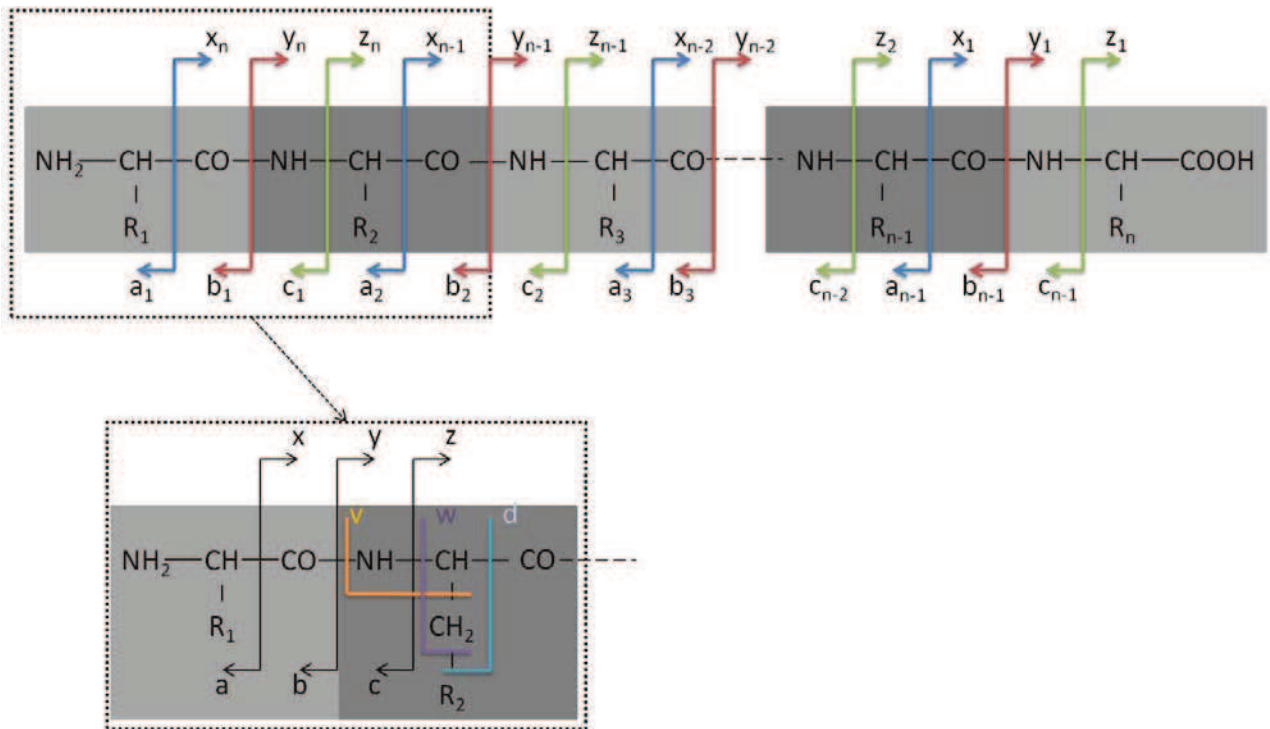 xₙ yₙ zₙ xₙ₋₁ yₙ₋₁ zₙ₋₁ xₙ₋₂ yₙ₋₂ z₂ x₁ y₁ z₁
NH₂ CH CO NH CH CO NH CH CO NH CH CO NH CH COOH
R₁ R₂ R₃ Rₙ₋₁ Rₙ
a₁ b₁ c₁ a₂ b₂ c₂ a₃ b₃ cₙ₋₂ aₙ₋₁ bₙ₋₁ cₙ₋₁
x y z
v w d
NH₂ CH CO NH CH CO
R₁ CH₂
a b c R₂